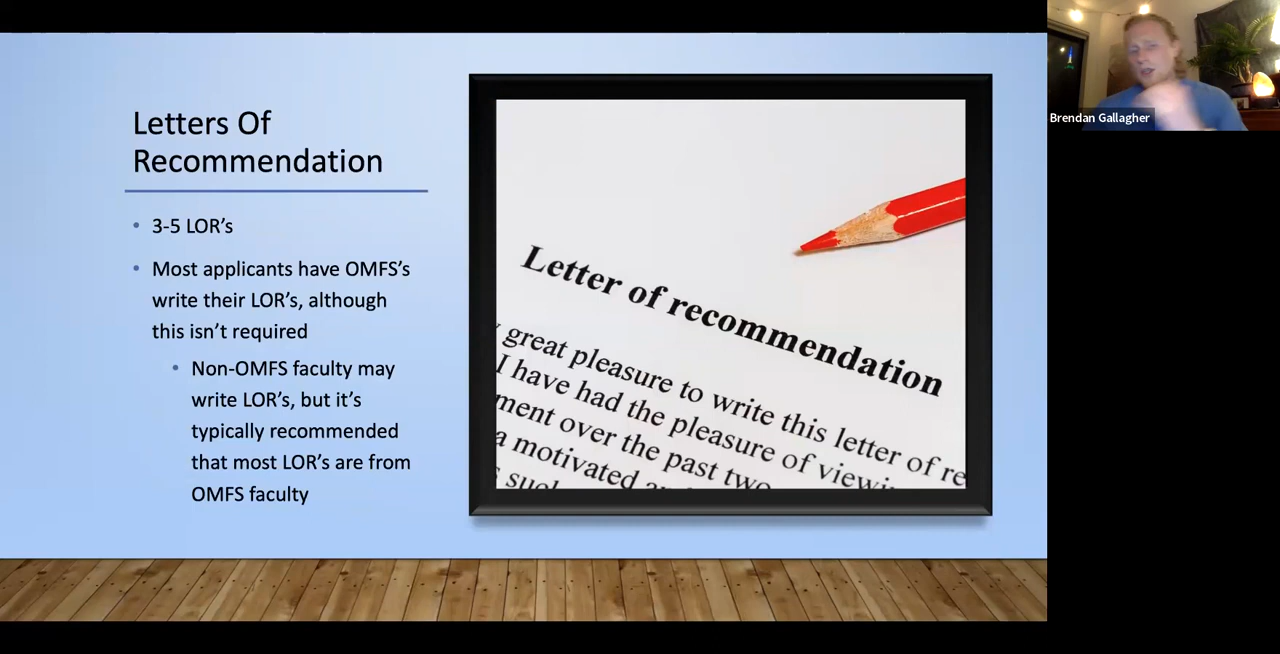 Letters Of
Recommendation
• 3-5 LOR’s
• Most applicants have OMFS’s
write their LOR’s, although
this isn’t required
• Non-OMFS faculty may
write LOR’s, but it’s
typically recommended
that most LOR’s are from
OMFS faculty
Letter of recommendation
great pleasure to write this letter of re
I have had the pleasure of viewi
ment over the past two
a motivated
Brendan Gallagher